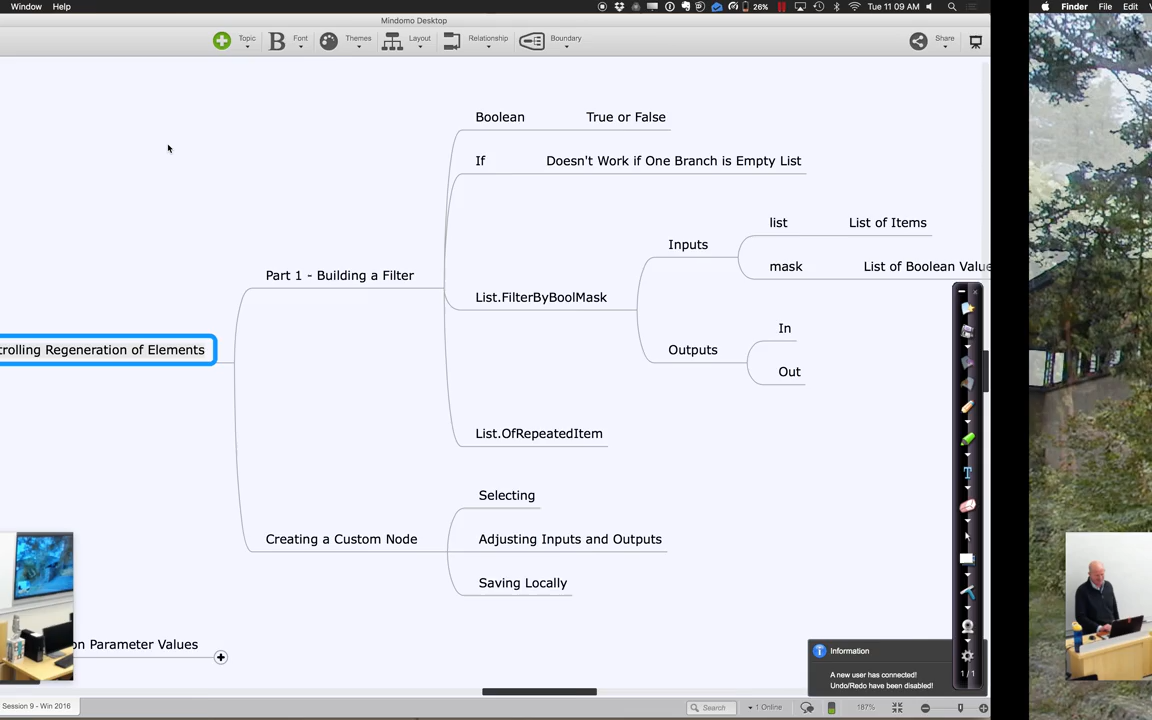 Window Help 26% Tue 11 09 AM Finder File Edit
Mindomo Desktop
Topic Font Themes Layout Relationship Boundary Share
B
Boolean True or False
If Doesn't Work if One Branch is Empty List
list List of Items
Inputs
mask List of Boolean Value
Part 1 - Building a Filter
List.FilterByBoolMask
In
trolling Regeneration of Elements
Outputs
Out
List.OfRepeatedItem
T
Selecting
Creating a Custom Node
Adjusting Inputs and Outputs
Saving Locally
on Parameter Values
Information
A new user has connected!
Undo/Redo have been disabled!
1 / 1
Session 9 - Win 2016
Search
1 Online
187%